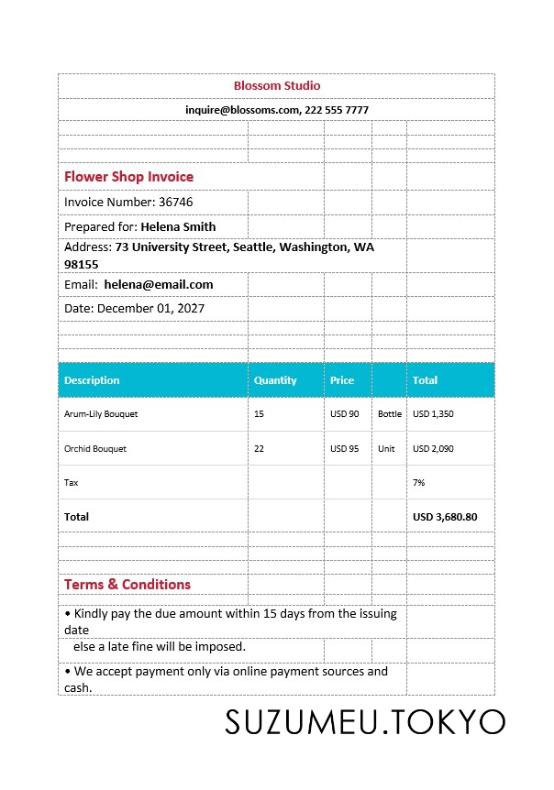 Blossom Studio
inquire@blossoms.com, 222 555 7777
Flower Shop Invoice
Invoice Number: 36746
Prepared for: Helena Smith
Address: 73 University Street, Seattle, Washington, WA
98155
Email:  helena@email.com
Date: December 01, 2027
Description Quantity Price Total
Arum-Lily Bouquet 15 USD 90 Bottle USD 1,350
Orchid Bouquet 22 USD 95 Unit USD 2,090
Tax 7%
Total USD 3,680.80
Terms & Conditions
• Kindly pay the due amount within 15 days from the issuing
date
else a late fine will be imposed.
• We accept payment only via online payment sources and
cash.
SUZUMEU.TOKYO